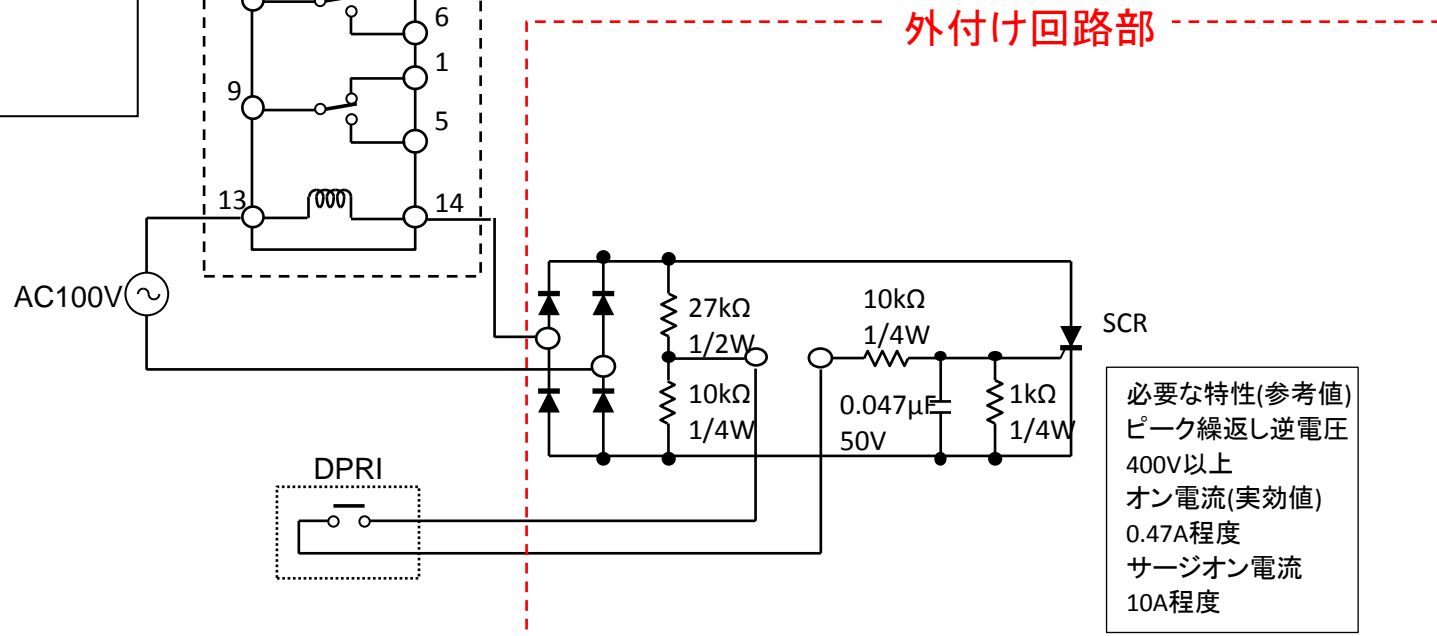 6
外付け回路部
1
9
5
13
14
AC100V
27kΩ
1/2W
10kΩ
1/4W
SCR
10kΩ
1/4W
0.047μF
50V
1kΩ
1/4W
必要な特性(参考値)
ピーク繰返し逆電圧
400V以上
オン電流(実効値)
0.47A程度
サージオン電流
10A程度
DPRI